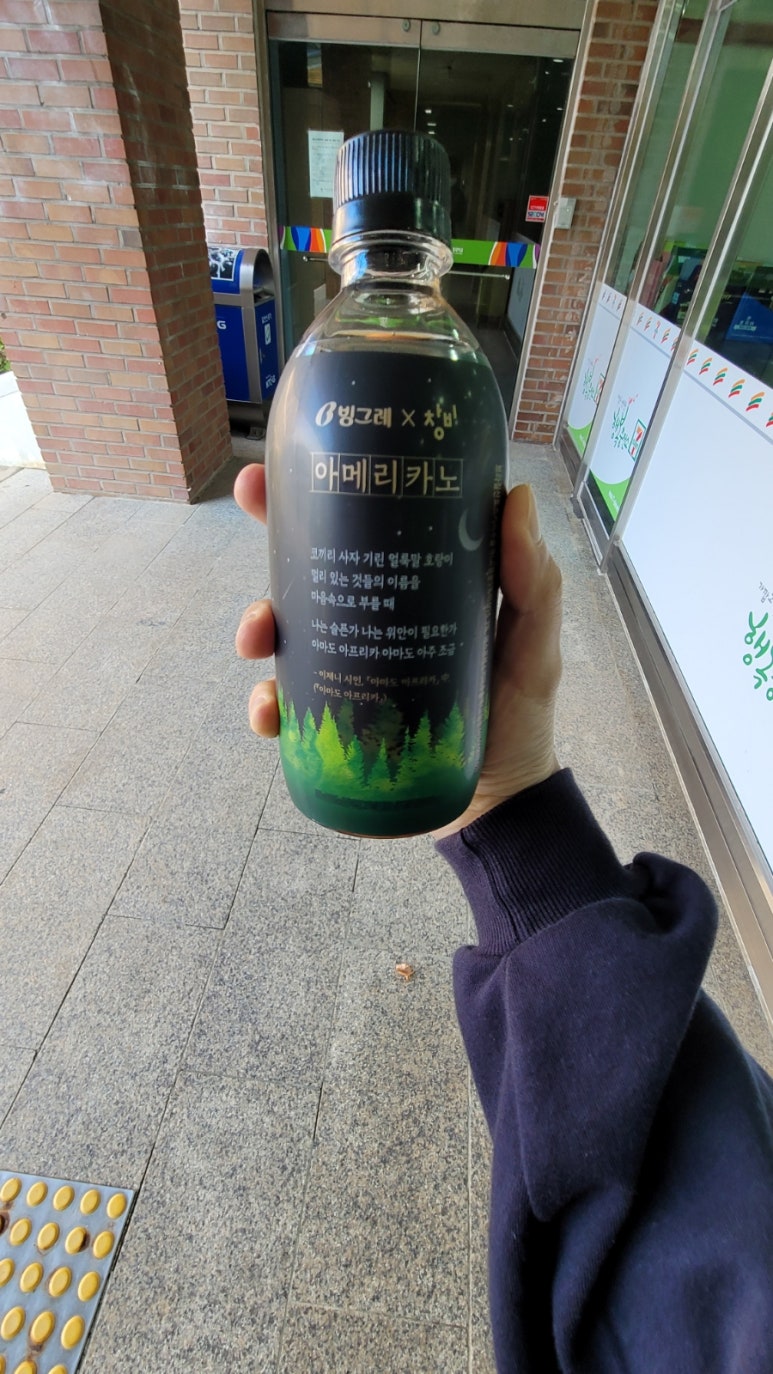 빙그레 × 창비
아메리카노
코끼리 사자 기린 얼룩말 호랑이
멀리 있는 것들의 이름을
마음속으로 부를 때
나는 슬픈가 나는 위안이 필요한가
아마도 아프리카 아마도 아주 조금
- 이제니 시인, 「아마도 아프리카」 中
(『아마도 아프리카』)
SECOM